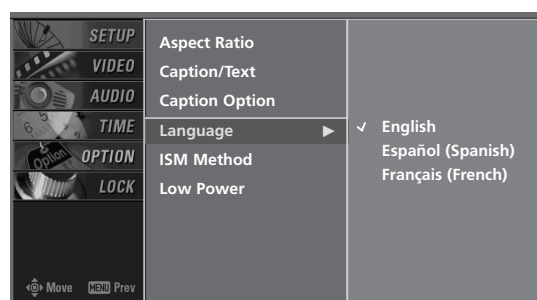 SETUP
VIDEO
AUDIO
TIME
OPTION
LOCK
Move MENU Prev
Aspect Ratio
Caption/Text
Caption Option
Language
ISM Method
Low Power
English
Español (Spanish)
Français (French)